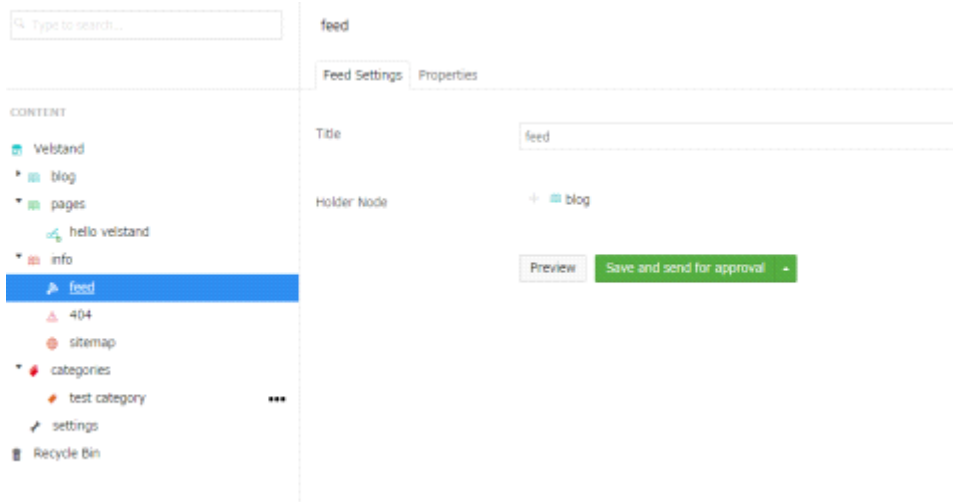 Type to search...
CONTENT
Velstand
blog
pages
hello velstand
info
feed
404
sitemap
categories
test category
settings
Recycle Bin
feed
Feed Settings Properties
Title feed
Holder Node blog
Preview Save and send for approval